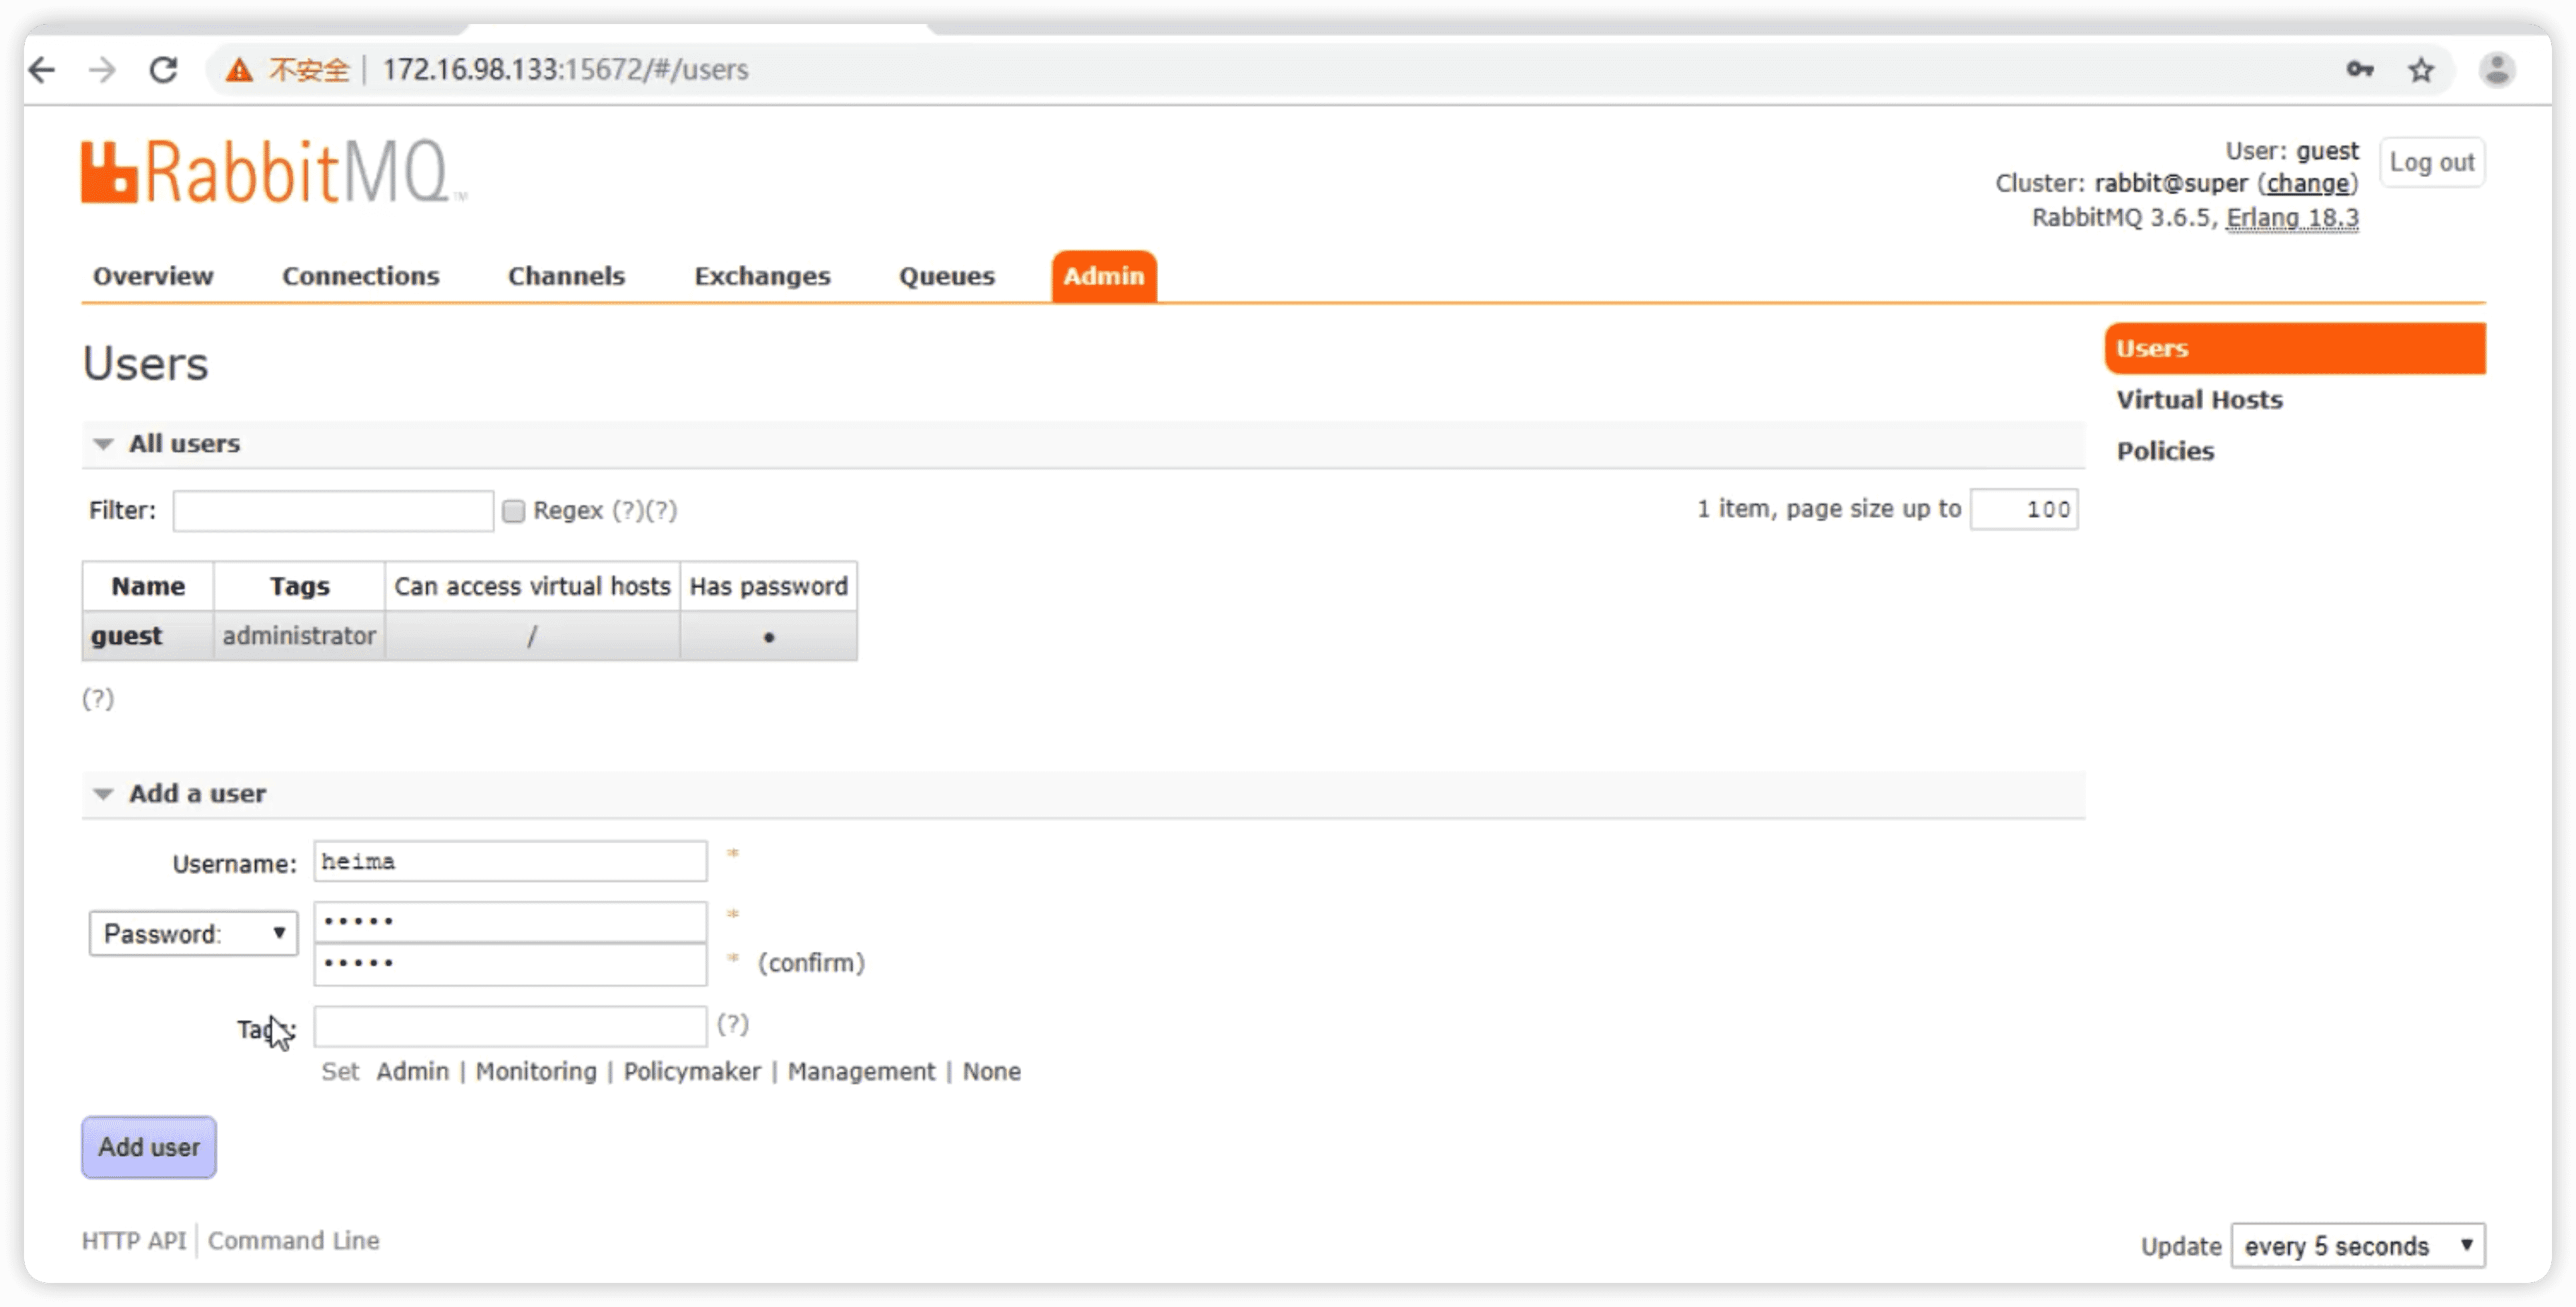 不安全 | 172.16.98.133:15672/#/users
RabbitMQ™
User: guest
Log out
Cluster: rabbit@super (change)
RabbitMQ 3.6.5, Erlang 18.3
Overview Connections Channels Exchanges Queues Admin
Users
Users
Virtual Hosts
Policies
All users
Filter: Regex (?)(?) 1 item, page size up to 100
Name Tags Can access virtual hosts Has password
guest administrator / •
(?)
Add a user
Username: heima *
Password: ••••• *
••••• * (confirm)
Tags: (?)
Set Admin | Monitoring | Policymaker | Management | None
Add user
HTTP API | Command Line
Update every 5 seconds